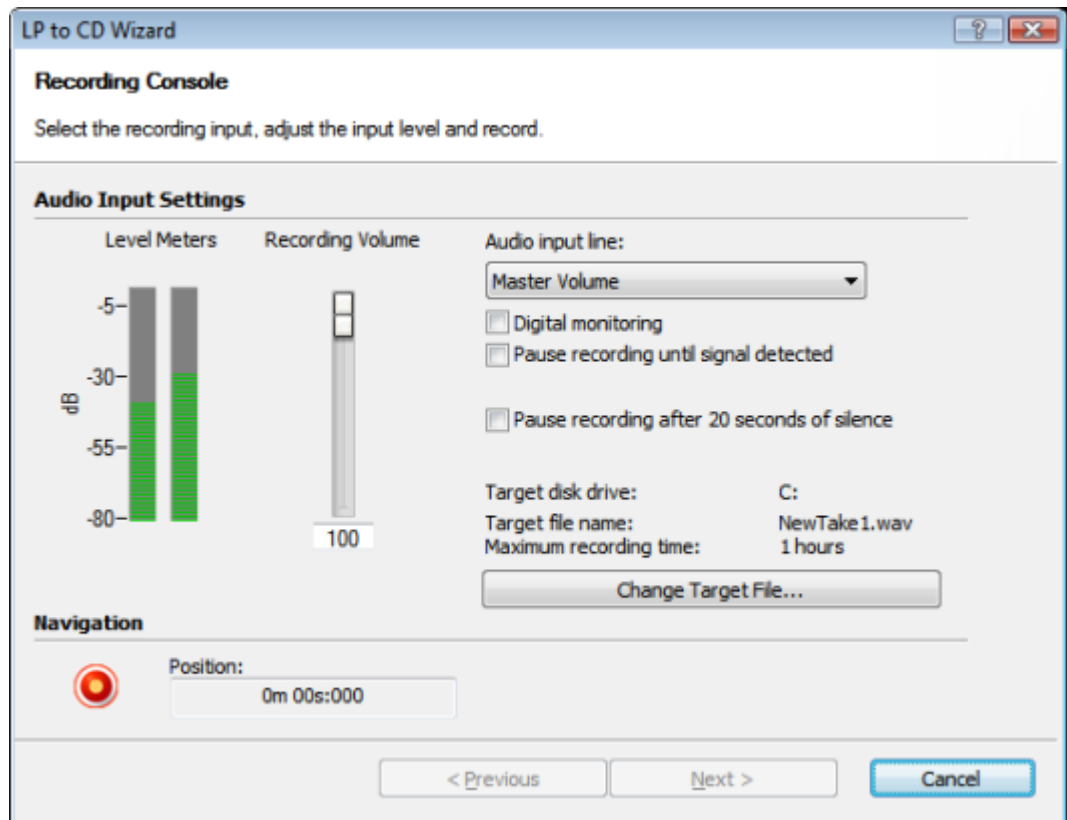 LP to CD Wizard
?
Recording Console
Select the recording input, adjust the input level and record.
Audio Input Settings
Level Meters
Recording Volume
-5
-30
-55
-80
dB
100
Audio input line:
Master Volume
Digital monitoring
Pause recording until signal detected
Pause recording after 20 seconds of silence
Target disk drive: C:
Target file name: NewTake1.wav
Maximum recording time: 1 hours
Change Target File...
Navigation
Position:
0m 00s:000
< Previous
Next >
Cancel